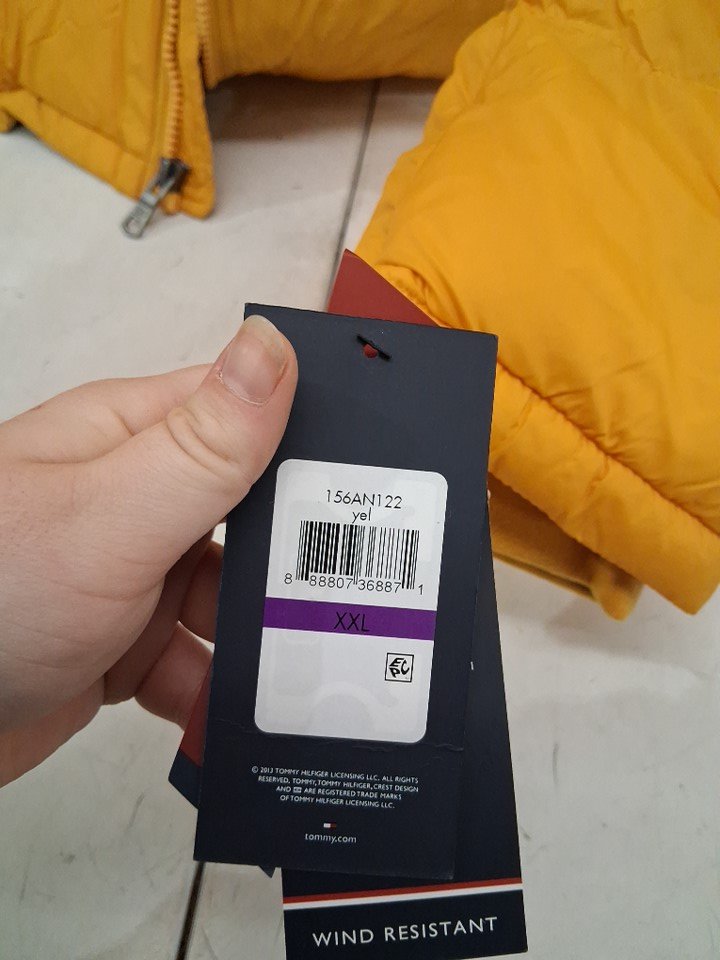 156AN122
yel
8 88807 36887 1
XXL
EPC
© 2013 TOMMY HILFIGER LICENSING LLC. ALL RIGHTS
RESERVED, TOMMY, TOMMY HILFIGER, CREST DESIGN
AND ARE REGISTERED TRADE MARKS
OF TOMMY HILFIGER LICENSING LLC.
tommy.com
WIND RESISTANT